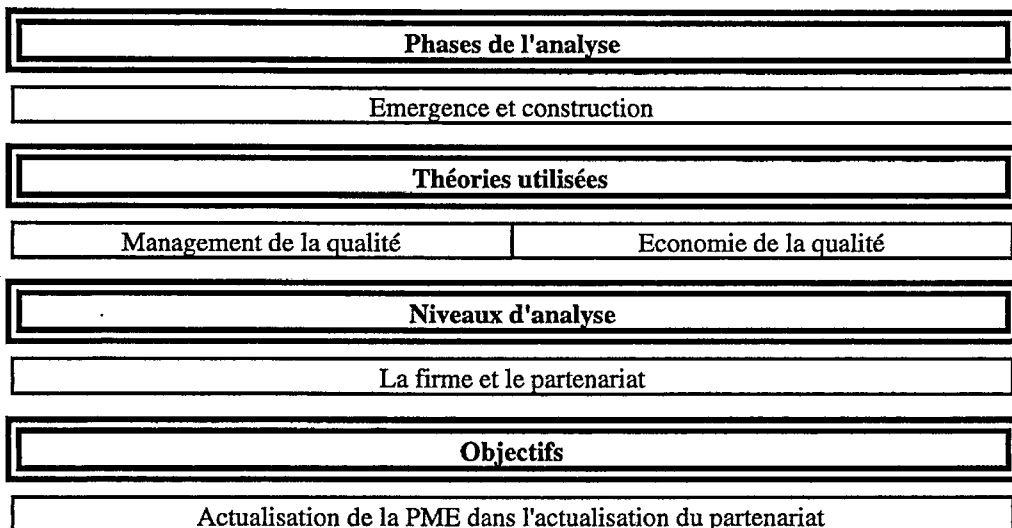 Phases de l'analyse
Emergence et construction
Théories utilisées
Management de la qualité
Economie de la qualité
Niveaux d'analyse
La firme et le partenariat
Objectifs
Actualisation de la PME dans l'actualisation du partenariat